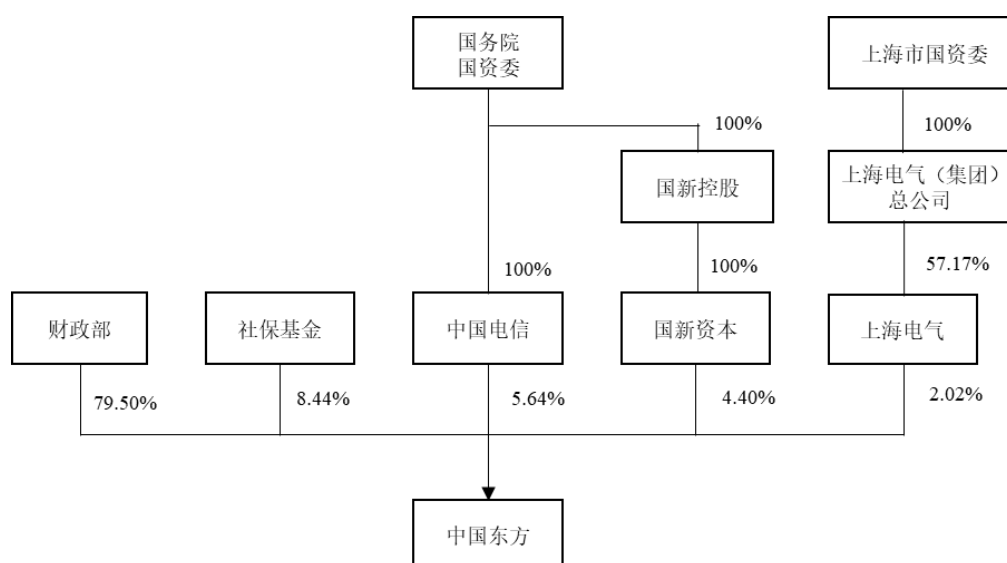 国务院
国资委
上海市国资委
100%
100%
国新控股
上海电气（集团）
总公司
100%
100%
57.17%
财政部
社保基金
中国电信
国新资本
上海电气
79.50%
8.44%
5.64%
4.40%
2.02%
中国东方